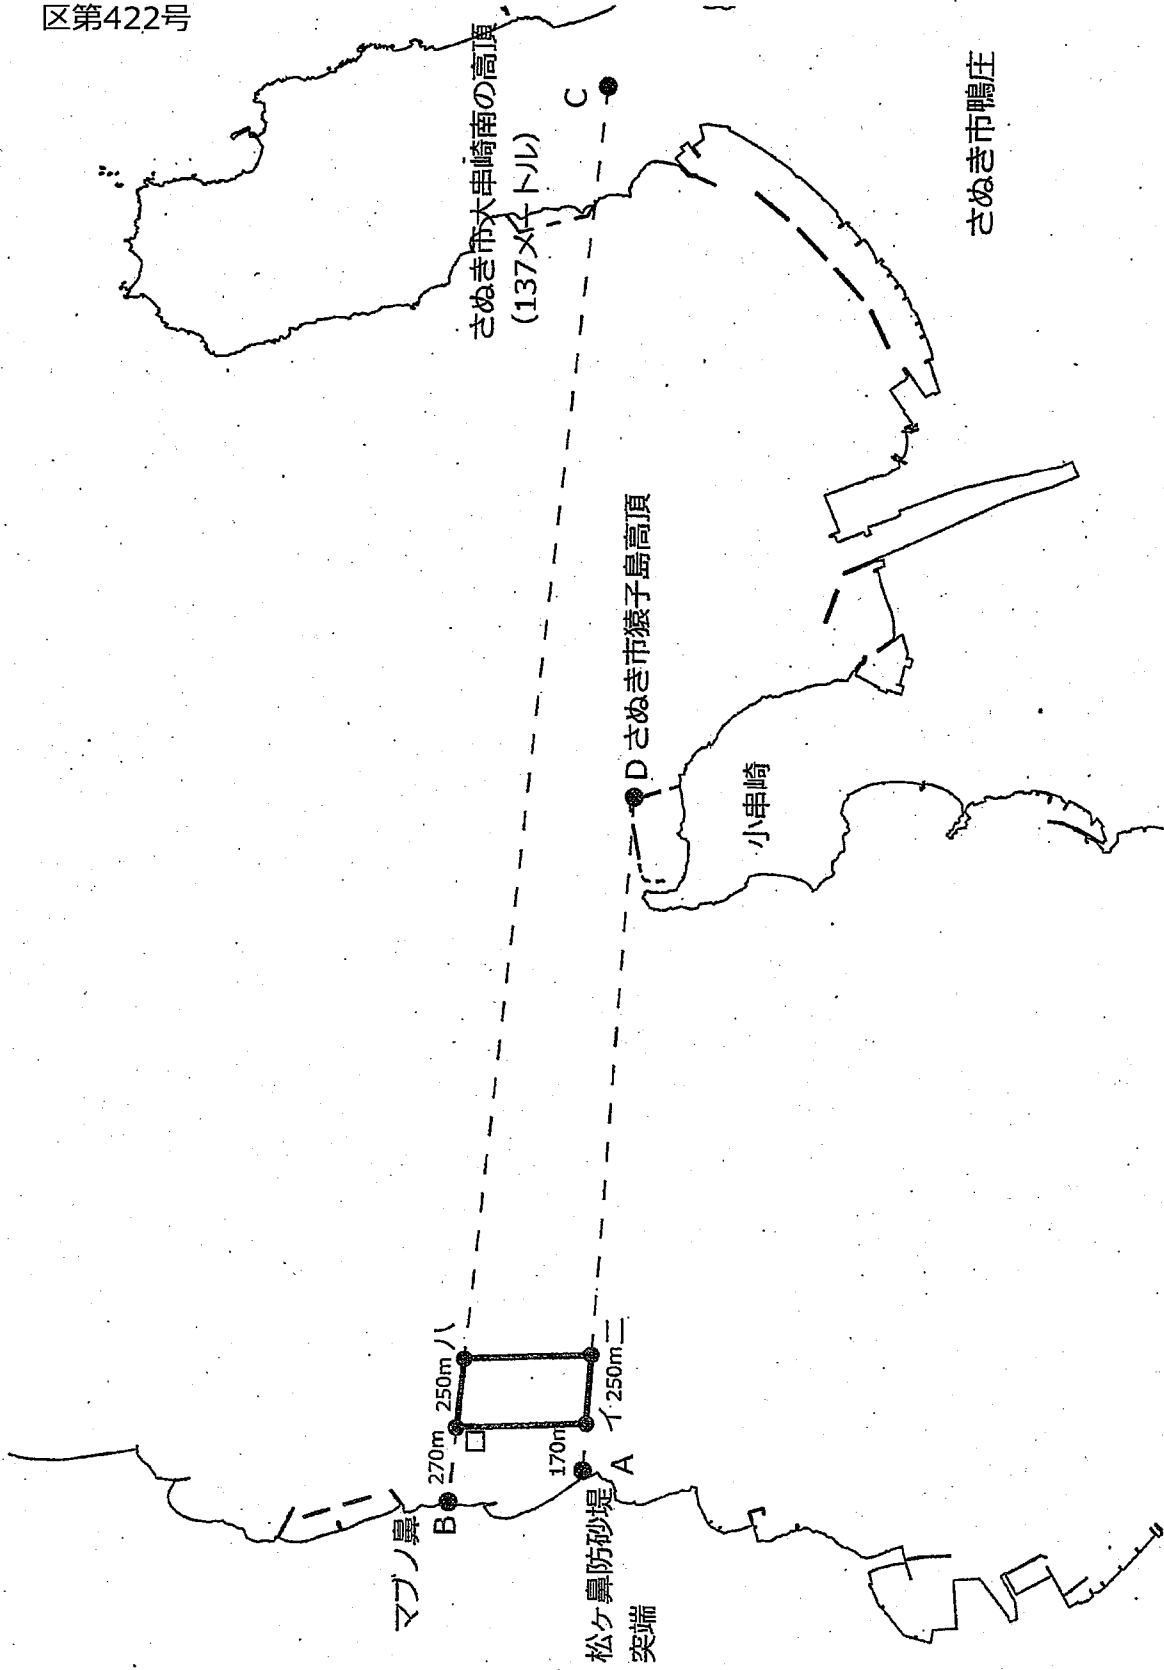 区第422号
さぬき市大串崎南の高頂
(137メートル)
C
さぬき市鴨庄
D さぬき市猿子島高頂
小串崎
ハ
250m
ニ
250m
イ
ロ
270m
170m
A
B
マブノ鼻
松ケ鼻防砂堤
突端